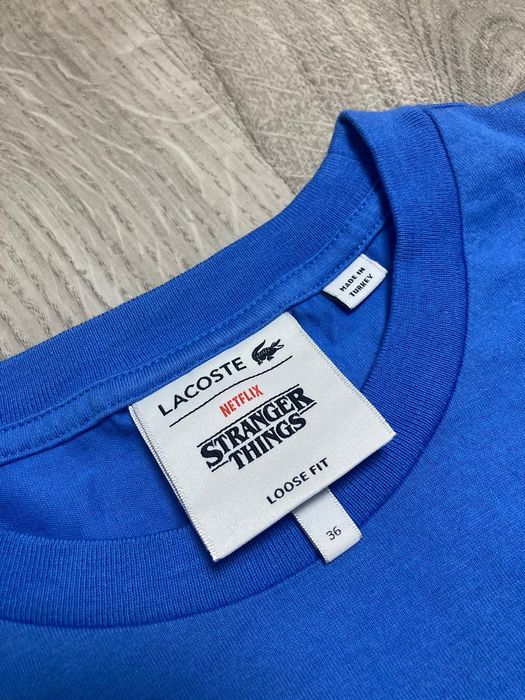 LACOSTE
NETFLIX
STRANGER
THINGS
LOOSE FIT
36
MADE IN
TURKEY